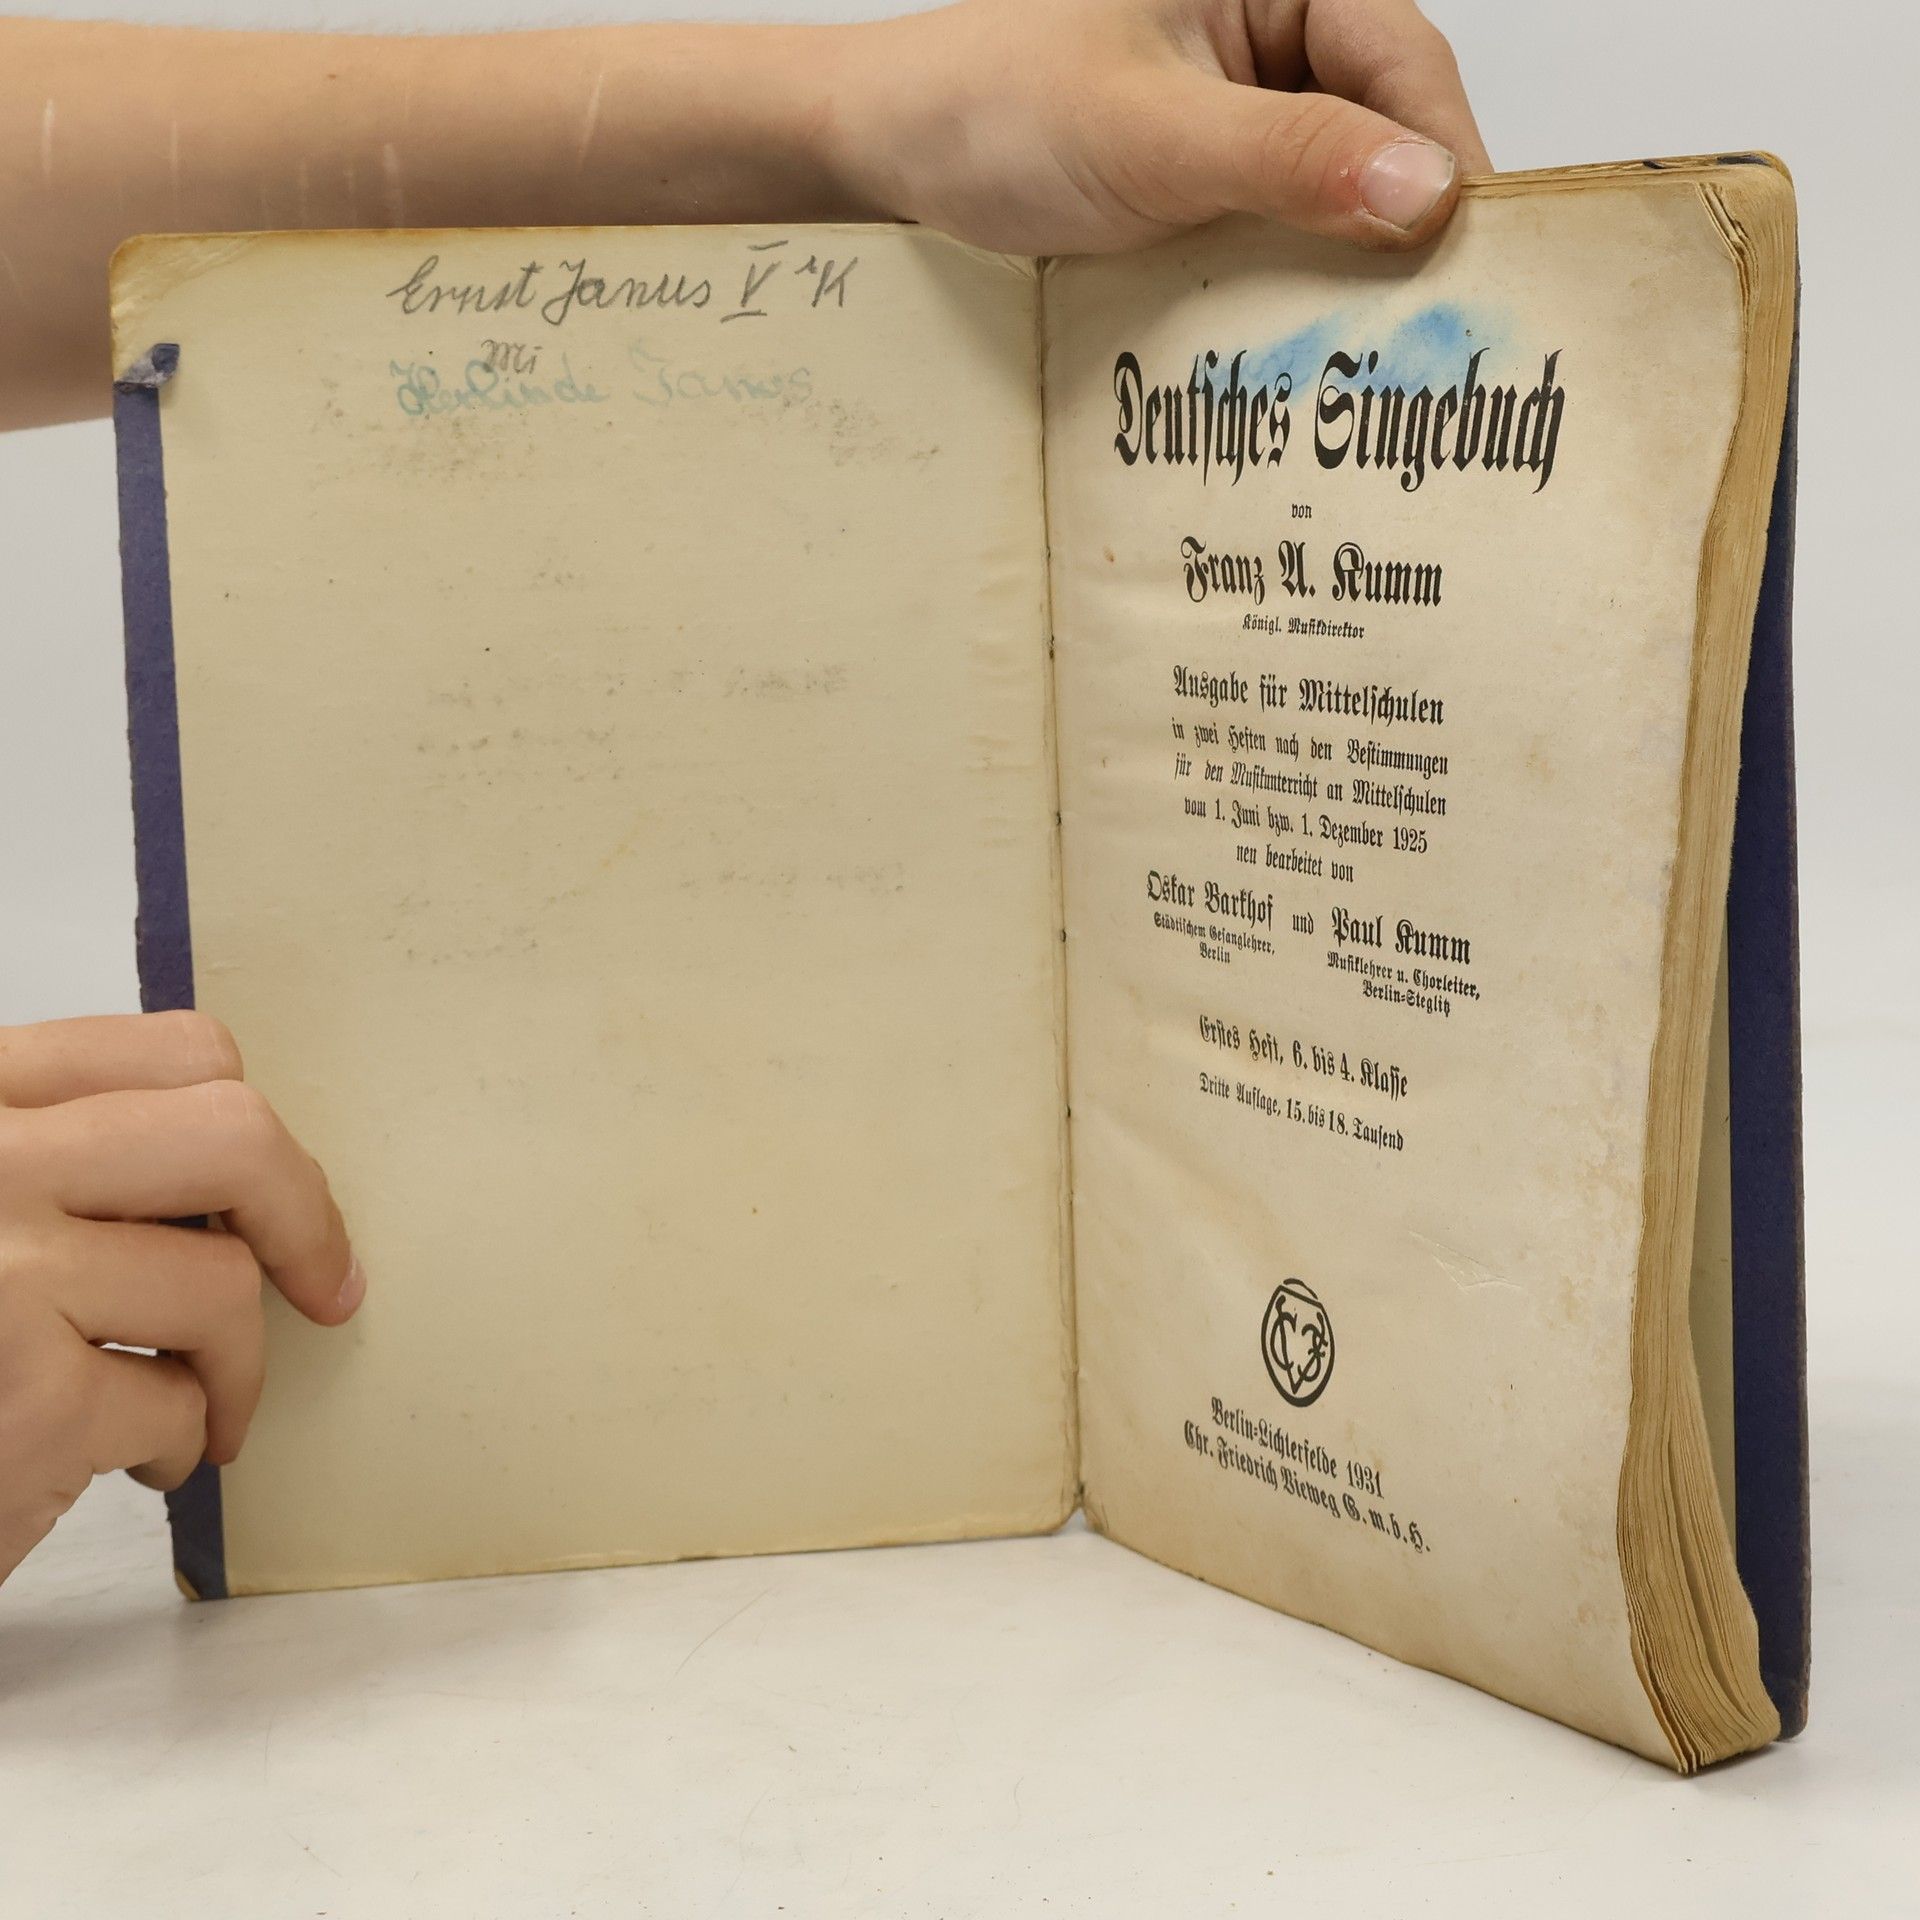 Ernst Janus V K
Herlinde Janus
Deutsches Singebuch
von
Franz A. Kumm
Königl. Musikdirektor
Ausgabe für Mittelschulen
in zwei Heften nach den Bestimmungen
für den Musikunterricht an Mittelschulen
vom 1. Juni bzw. 1. Dezember 1925
neu bearbeitet von
Oskar Barkhof und Paul Kumm
Städtischem Gesanglehrer, Musiklehrer u. Chorleiter,
Berlin Berlin-Steglitz
Erstes Heft, 6. bis 4. Klasse
Dritte Auflage, 15. bis 18. Tausend
Berlin-Lichterfelde 1931
Chr. Friedrich Vieweg G. m. b. H.